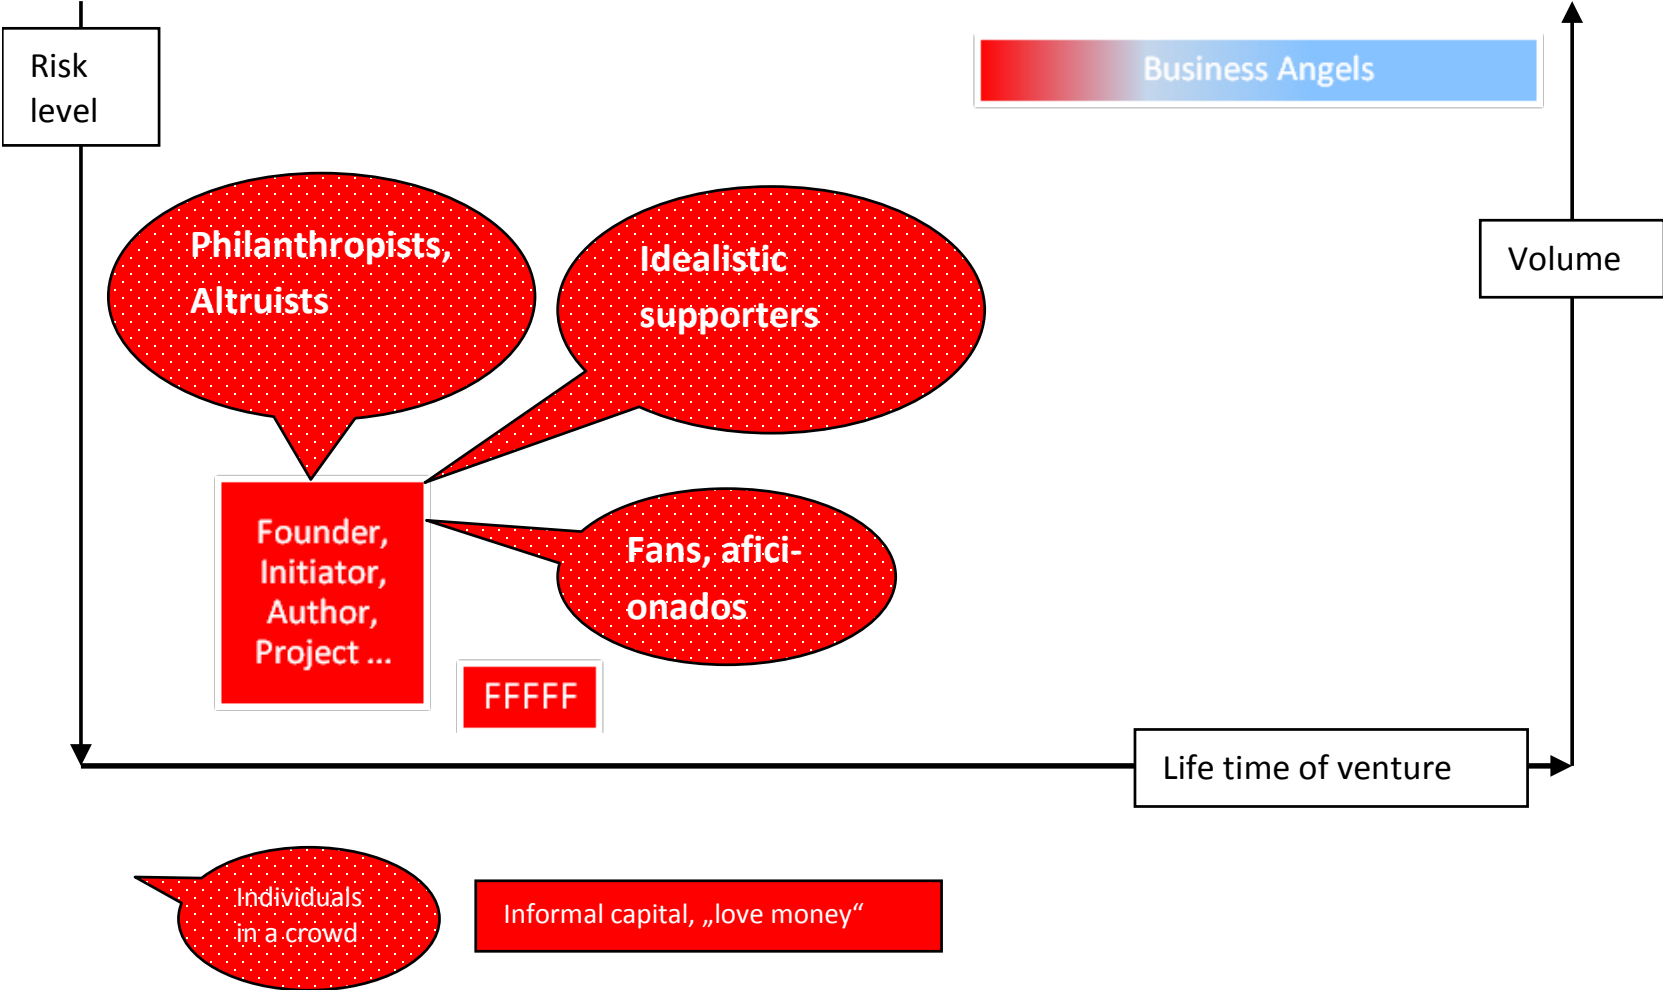 Risk
level
Business Angels
Philanthropists,
Altruists
Idealistic
supporters
Volume
Founder,
Initiator,
Author,
Project ...
Fans, afici-
onados
FFFFF
Life time of venture
Individuals
in a crowd
Informal capital, „love money“